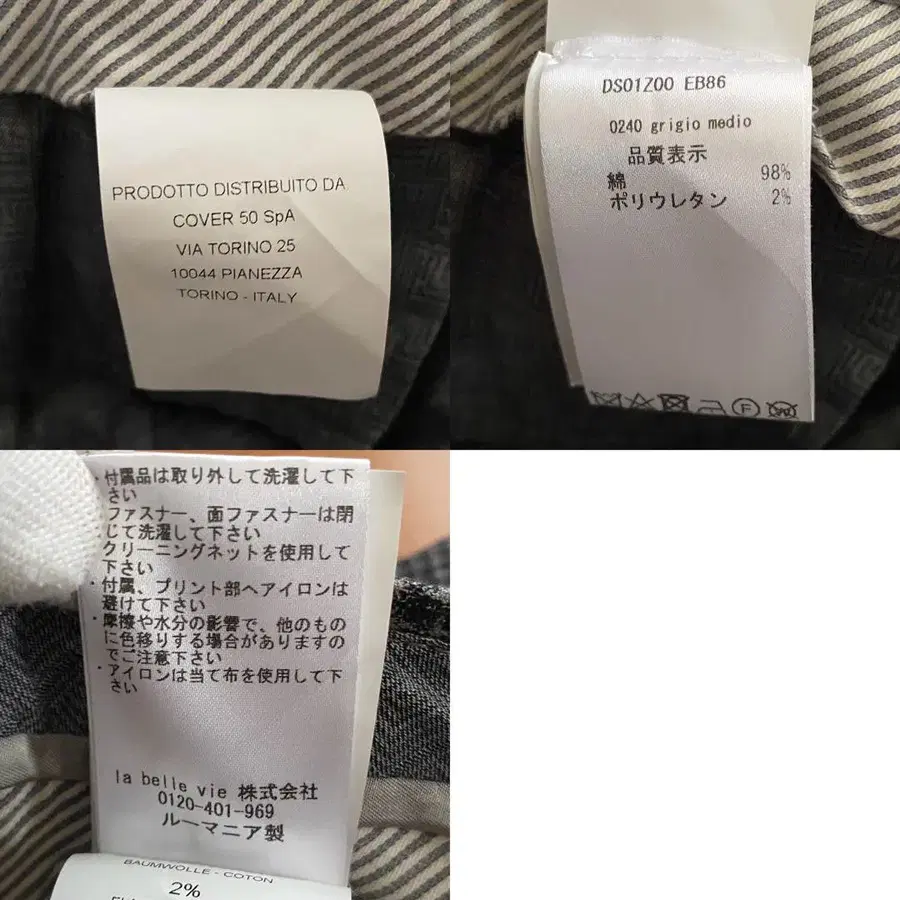 PRODOTTO DISTRIBUITO DA
COVER 50 SpA
VIA TORINO 25
10044 PIANEZZA
TORINO - ITALY
DS01Z00 EB86
0240 grigio medio
品質表示
綿 98%
ポリウレタン 2%
F
・付属品は取り外して洗濯して下
さい
ファスナー、面ファスナーは閉
じて洗濯して下さい
クリーニングネットを使用して
下さい
・付属、プリント部へアイロンは
避けて下さい
・摩擦や水分の影響で、他のもの
に色移りする場合がありますの
でご注意下さい
・アイロンは当て布を使用して下
さい
la belle vie 株式会社
0120-401-969
ルーマニア製
BAUMWOLLE - COTON
2%